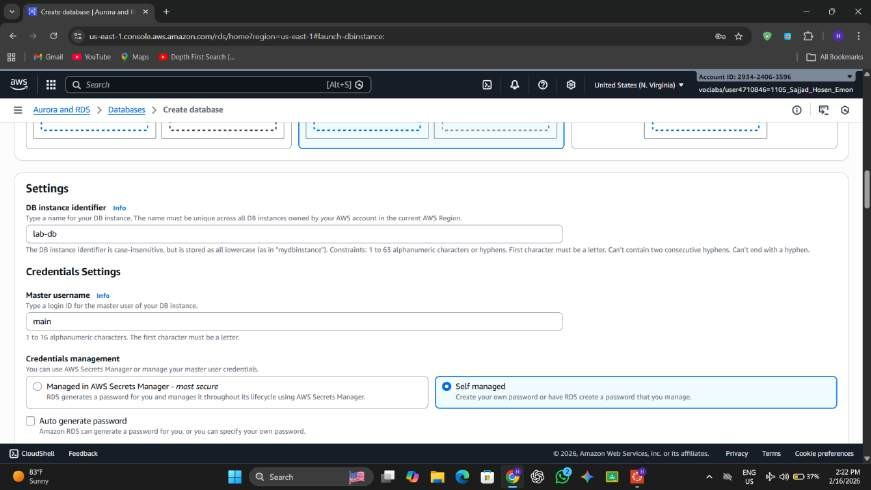 Create database | Aurora and R
us-east-1.console.aws.amazon.com/rds/home?region=us-east-1#launch-dbinstance:
Gmail YouTube Maps Depth First Search (...
All Bookmarks
aws Search [Alt+S] United States (N. Virginia)
Account ID: 2934-2406-3596
voclabs/user4710846=1105_Sajjad_Hosen_Emon
Aurora and RDS > Databases > Create database
Settings
DB instance identifier Info
Type a name for your DB instance. The name must be unique across all DB instances owned by your AWS account in the current AWS Region.
lab-db
The DB instance identifier is case-insensitive, but is stored as all lowercase (as in "mydbinstance"). Constraints: 1 to 63 alphanumeric characters or hyphens. First character must be a letter. Can't contain two consecutive hyphens. Can't end with a hyphen.
Credentials Settings
Master username Info
Type a login ID for the master user of your DB instance.
main
1 to 16 alphanumeric characters. The first character must be a letter.
Credentials management
You can use AWS Secrets Manager or manage your master user credentials.
Managed in AWS Secrets Manager - most secure
RDS generates a password for you and manages it throughout its lifecycle using AWS Secrets Manager.
Self managed
Create your own password or have RDS create a password that you manage.
Auto generate password
Amazon RDS can generate a password for you, or you can specify your own password.
CloudShell Feedback © 2026, Amazon Web Services, Inc. or its affiliates. Privacy Terms Cookie preferences
83°F
Sunny
Search
2
ENG
US
37%
2:22 PM
2/16/2026